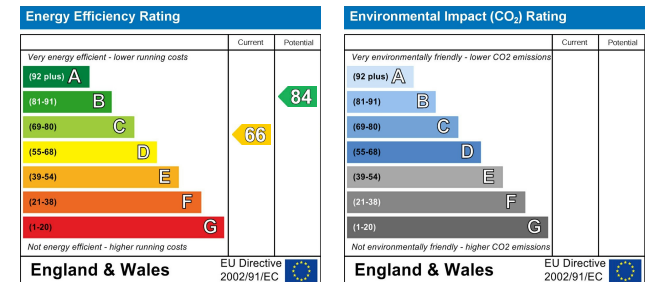 Energy Efficiency Rating
Current Potential
Very energy efficient - lower running costs
(92 plus) A
(81-91) B
84
(69-80) C
66
(55-68) D
(39-54) E
(21-38) F
(1-20) G
Not energy efficient - higher running costs
England & Wales
EU Directive
2002/91/EC
Environmental Impact (CO₂) Rating
Current Potential
Very environmentally friendly - lower CO2 emissions
(92 plus) A
(81-91) B
(69-80) C
(55-68) D
(39-54) E
(21-38) F
(1-20) G
Not environmentally friendly - higher CO2 emissions
England & Wales
EU Directive
2002/91/EC